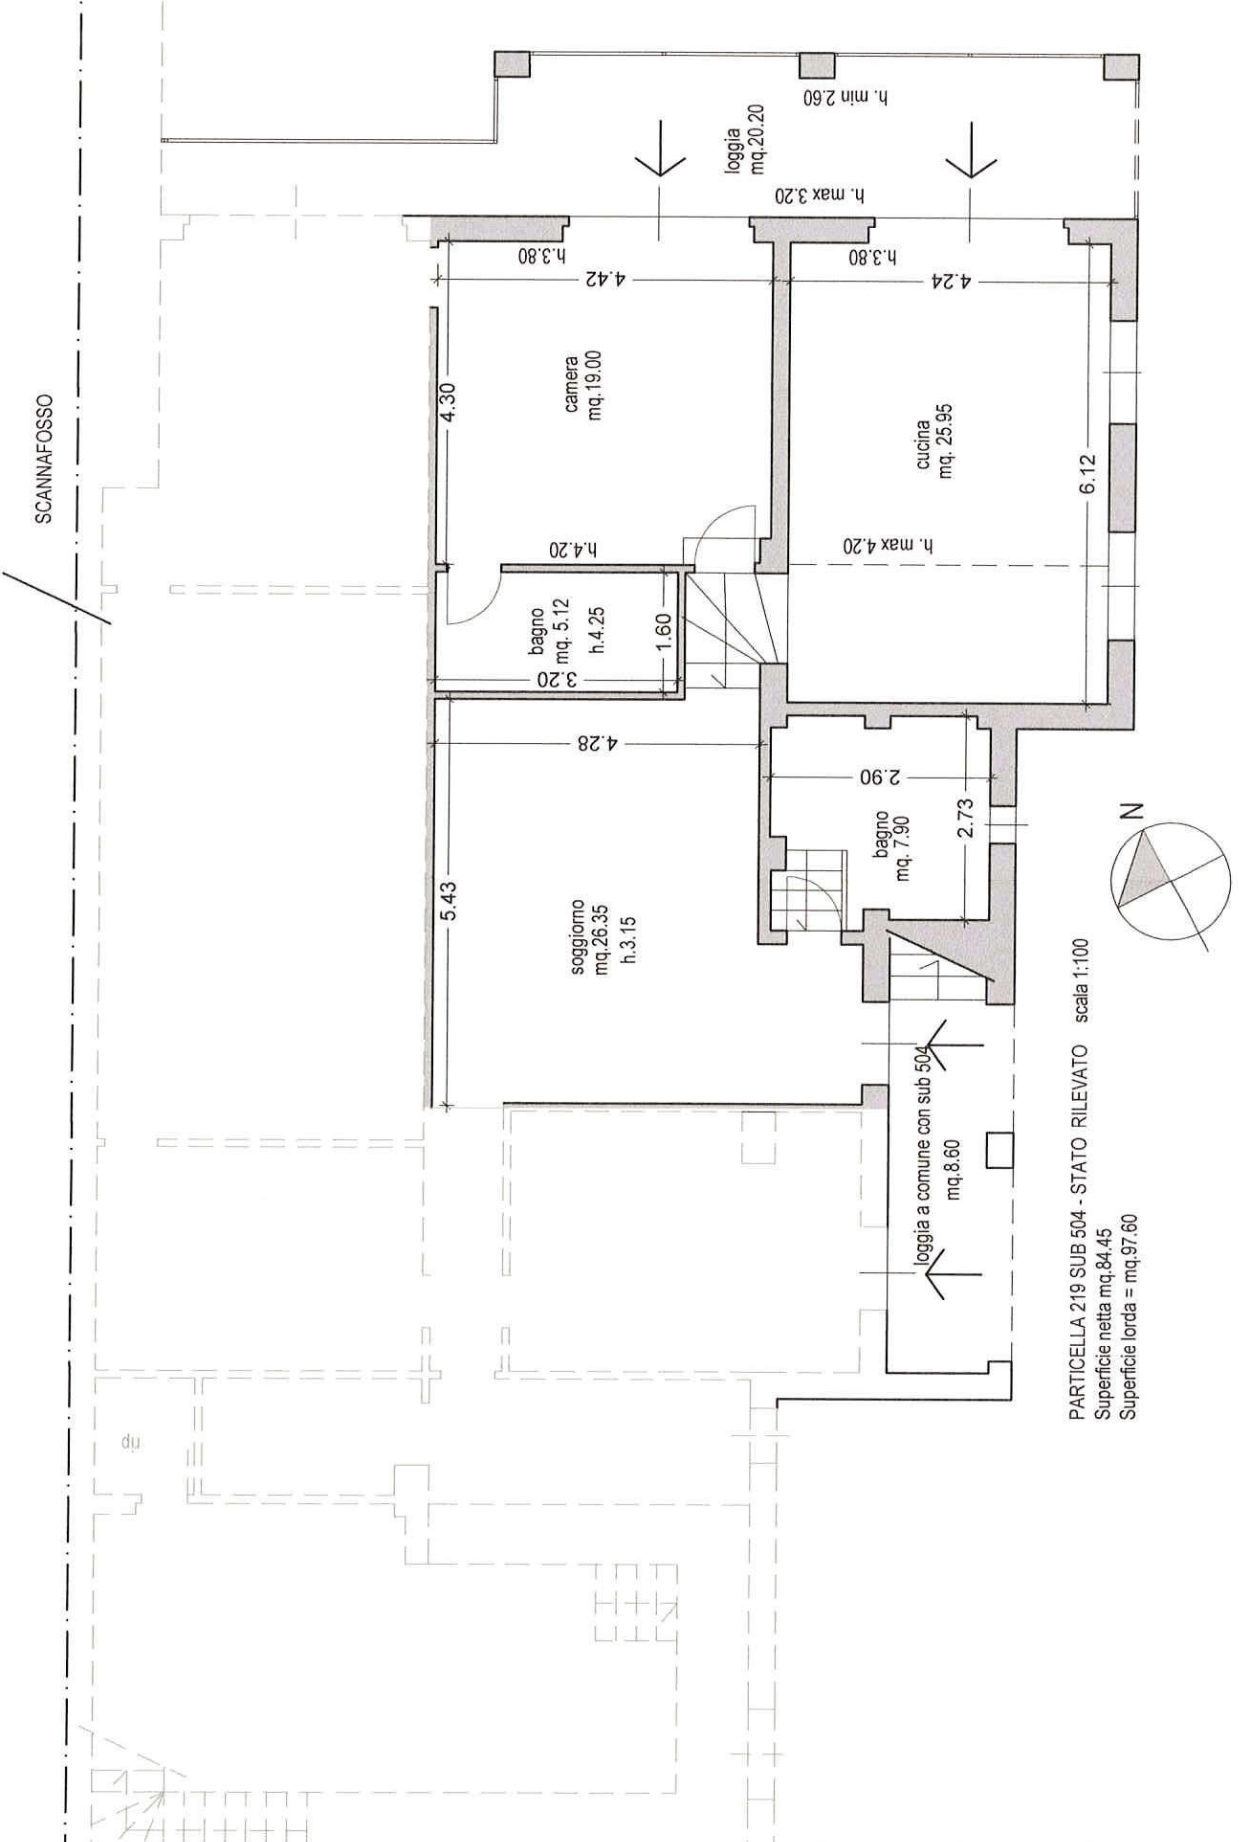 SCANNAFOSSO
loggia
mq.20.20
h. min 2.60
h. max 3.20
h.3.80
4.42
4.30
camera
mq.19.00
h.4.20
h.3.80
4.24
cucina
mq. 25.95
6.12
h. max 4.20
bagno
mq. 5.12
h.4.25
1.60
3.20
4.28
5.43
soggiorno
mq.26.35
h.3.15
2.90
bagno
mq. 7.90
2.73
loggia a comune con sub 504
mq.8.60
rip
N
PARTICELLA 219 SUB 504 - STATO RILEVATO scala 1:100
Superficie netta mq.84.45
Superficie lorda = mq.97.60